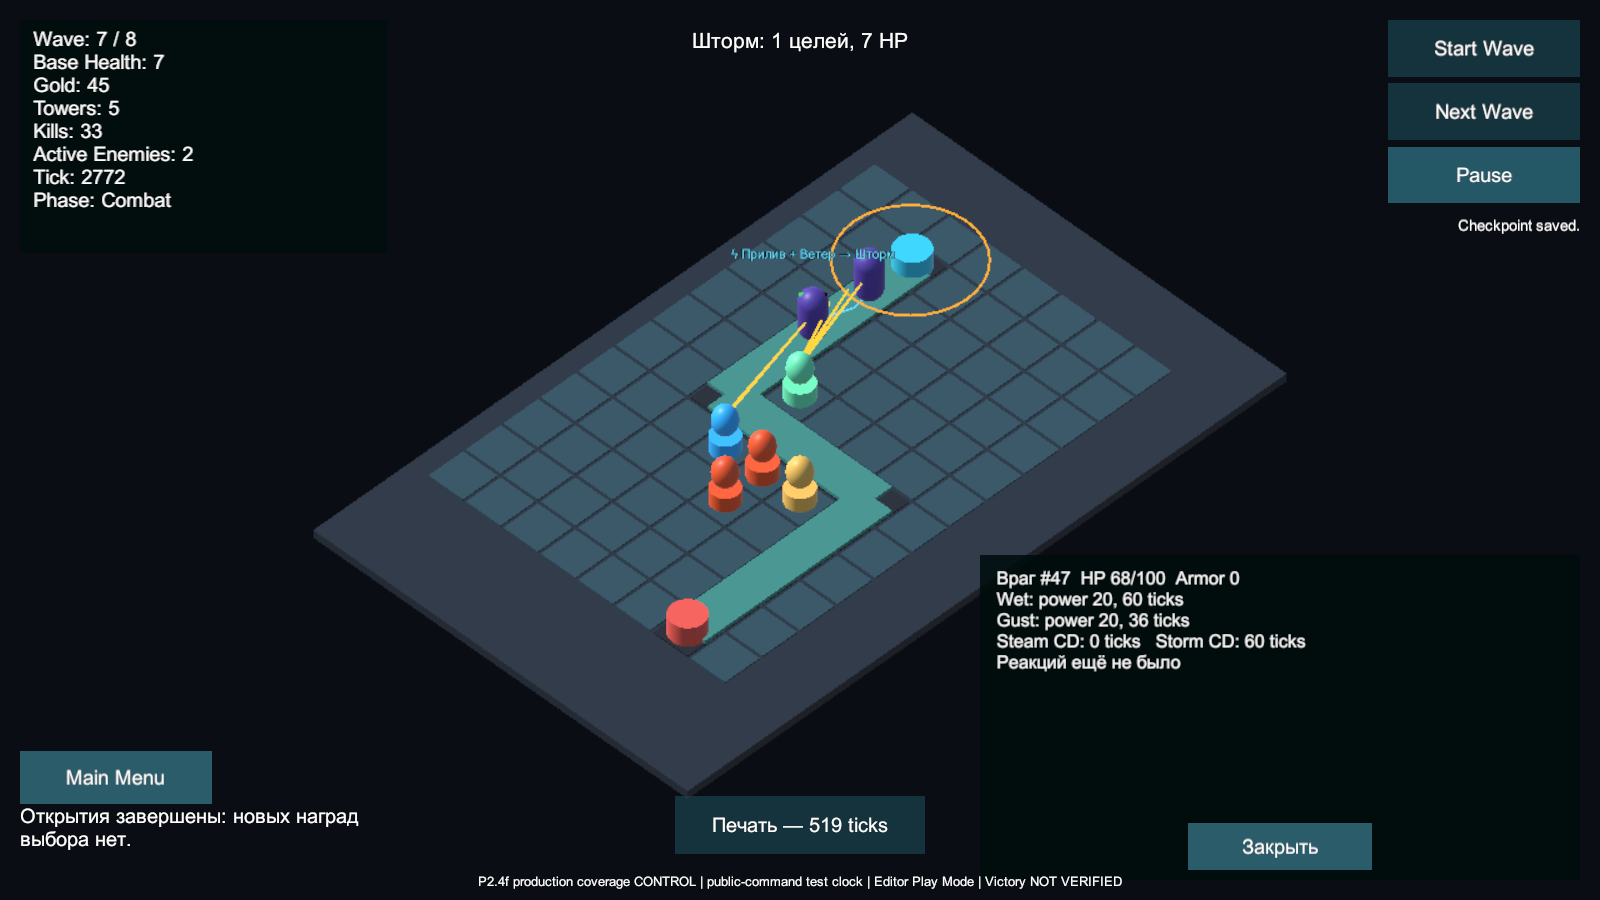 Wave: 7 / 8
Base Health: 7
Gold: 45
Towers: 5
Kills: 33
Active Enemies: 2
Tick: 2772
Phase: Combat
Шторм: 1 целей, 7 HP
Start Wave
Next Wave
Pause
Checkpoint saved.
ϟ Прилив + Ветер → Шторм
Враг #47 HP 68/100 Armor 0
Wet: power 20, 60 ticks
Gust: power 20, 36 ticks
Steam CD: 0 ticks Storm CD: 60 ticks
Реакций ещё не было
Закрыть
Main Menu
Открытия завершены: новых наград
выбора нет.
Печать — 519 ticks
P2.4f production coverage CONTROL | public-command test clock | Editor Play Mode | Victory NOT VERIFIED